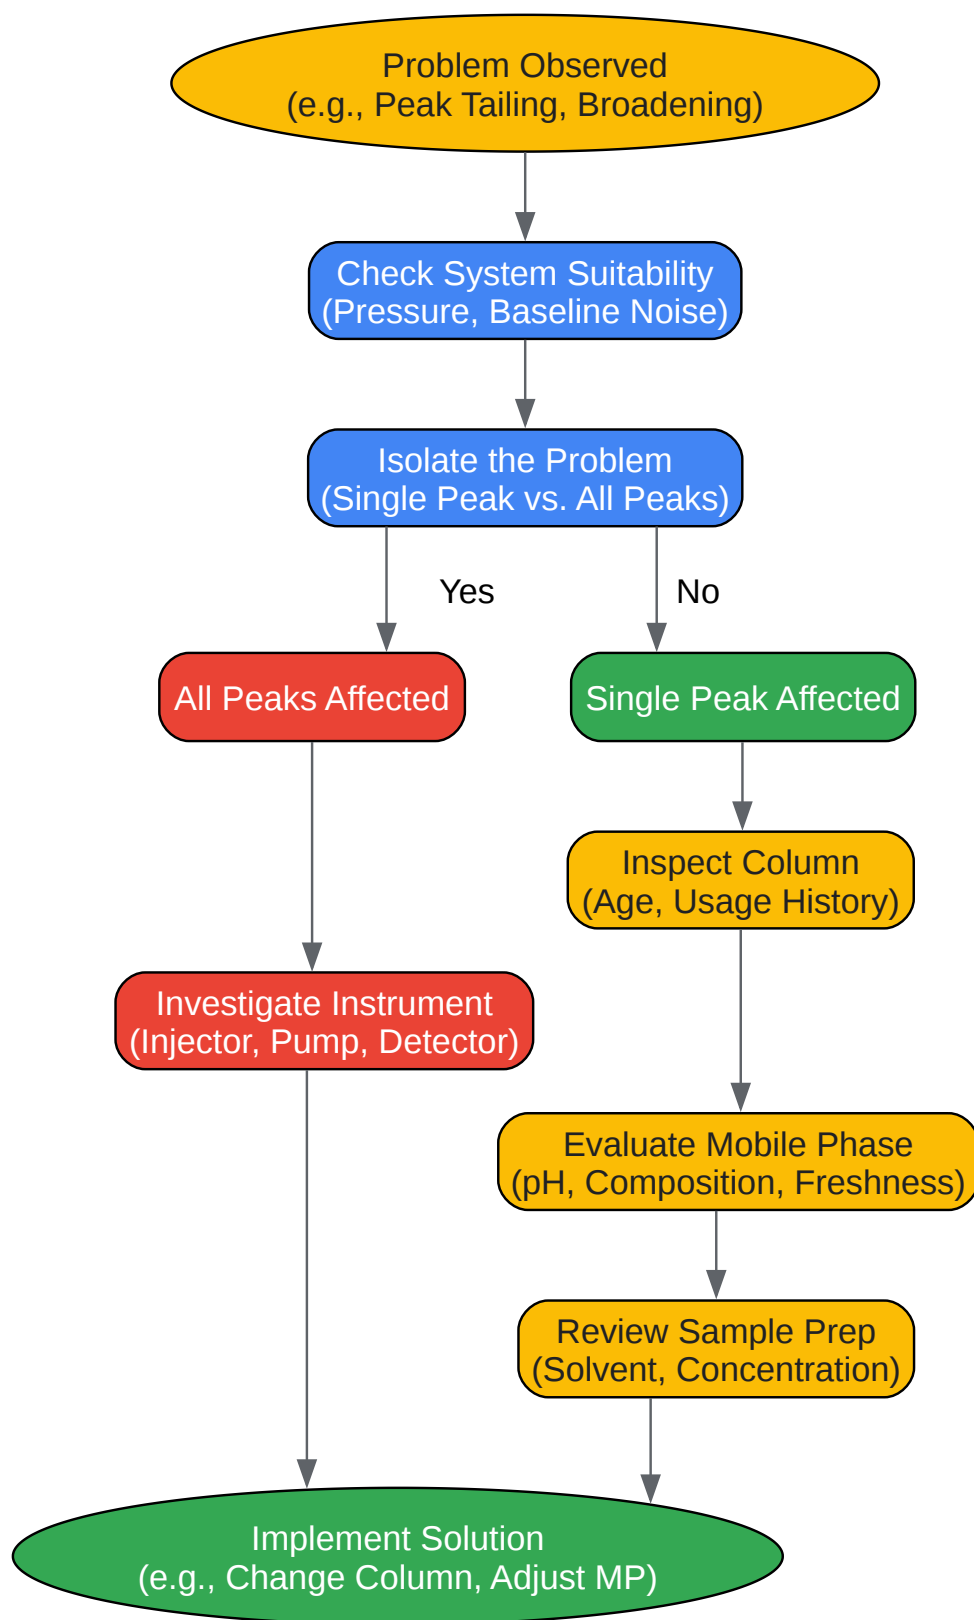 Problem Observed
(e.g., Peak Tailing, Broadening)
Check System Suitability
(Pressure, Baseline Noise)
Isolate the Problem
(Single Peak vs. All Peaks)
Yes
No
All Peaks Affected
Single Peak Affected
Inspect Column
(Age, Usage History)
Investigate Instrument
(Injector, Pump, Detector)
Evaluate Mobile Phase
(pH, Composition, Freshness)
Review Sample Prep
(Solvent, Concentration)
Implement Solution
(e.g., Change Column, Adjust MP)